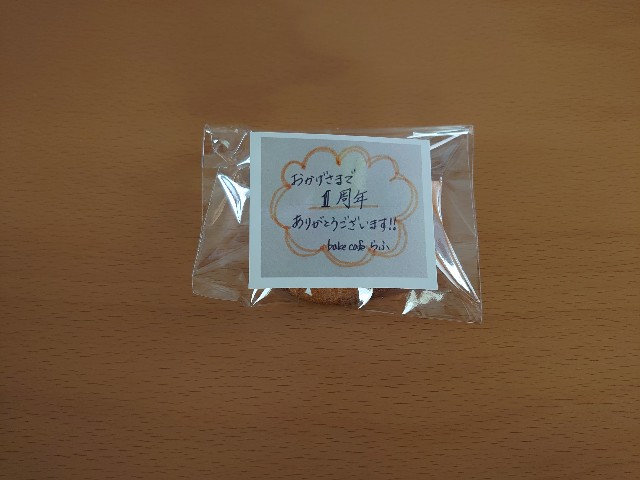 おかげさまで
1周年
ありがとうございます!!
bake cafe らふ